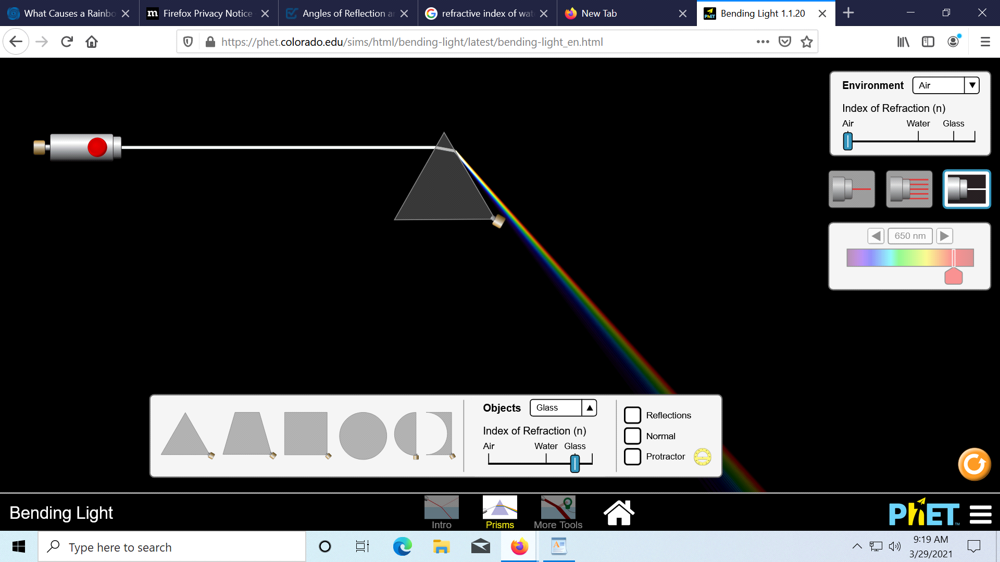 What Causes a Rainbo
Firefox Privacy Notice
Angles of Reflection a
refractive index of wat
New Tab
Bending Light 1.1.20
https://phet.colorado.edu/sims/html/bending-light/latest/bending-light_en.html
Environment Air
Index of Refraction (n)
Air Water Glass
650 nm
Objects Glass
Index of Refraction (n)
Air Water Glass
Reflections
Normal
Protractor
Bending Light
Intro
Prisms
More Tools
PhET
Type here to search
9:19 AM
3/29/2021